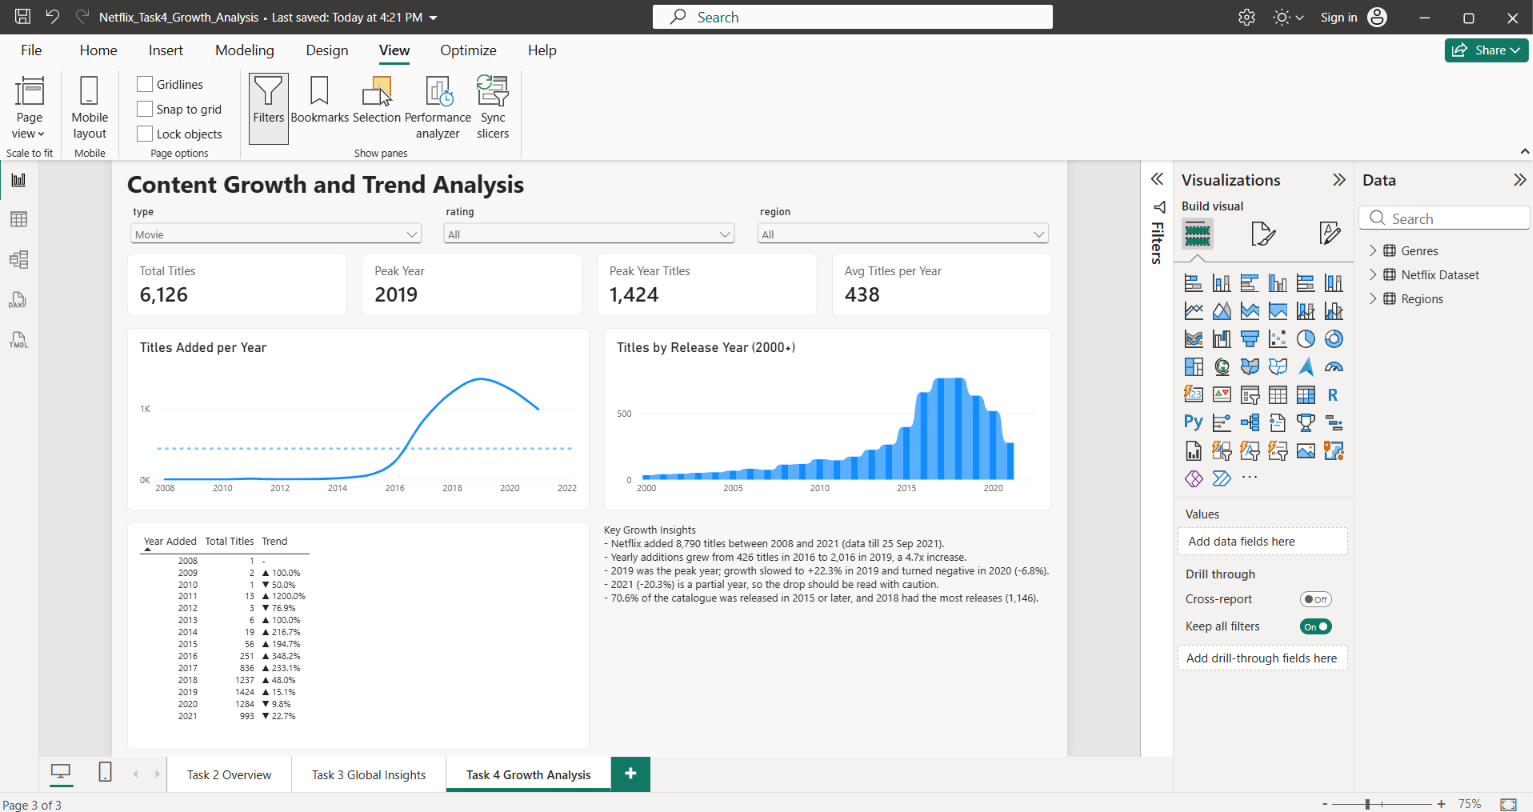 Netflix_Task4_Growth_Analysis • Last saved: Today at 4:21 PM
Search
Sign in
File Home Insert Modeling Design View Optimize Help
Share
Page view
Mobile layout
Gridlines
Snap to grid
Lock objects
Filters Bookmarks Selection Performance analyzer Sync slicers
Scale to fit Mobile Page options Show panes
Content Growth and Trend Analysis
type rating region
Movie All All
Total Titles
6,126
Peak Year
2019
Peak Year Titles
1,424
Avg Titles per Year
438
Titles Added per Year
1K
0K
2008 2010 2012 2014 2016 2018 2020 2022
Titles by Release Year (2000+)
500
0
2000 2005 2010 2015 2020
Year Added Total Titles Trend
2008 1 -
2009 2 ▲ 100.0%
2010 1 ▼ 50.0%
2011 13 ▲ 1200.0%
2012 3 ▼ 76.9%
2013 6 ▲ 100.0%
2014 19 ▲ 216.7%
2015 56 ▲ 194.7%
2016 251 ▲ 348.2%
2017 836 ▲ 233.1%
2018 1237 ▲ 48.0%
2019 1424 ▲ 15.1%
2020 1284 ▼ 9.8%
2021 993 ▼ 22.7%
Key Growth Insights
- Netflix added 8,790 titles between 2008 and 2021 (data till 25 Sep 2021).
- Yearly additions grew from 426 titles in 2016 to 2,016 in 2019, a 4.7x increase.
- 2019 was the peak year; growth slowed to +22.3% in 2019 and turned negative in 2020 (-6.8%).
- 2021 (-20.3%) is a partial year, so the drop should be read with caution.
- 70.6% of the catalogue was released in 2015 or later, and 2018 had the most releases (1,146).
Filters
Visualizations
Build visual
123
R
Py
Values
Add data fields here
Drill through
Cross-report Off
Keep all filters On
Add drill-through fields here
Data
Search
Genres
Netflix Dataset
Regions
DAX
TMDL
Task 2 Overview Task 3 Global Insights Task 4 Growth Analysis +
Page 3 of 3
- + 75%